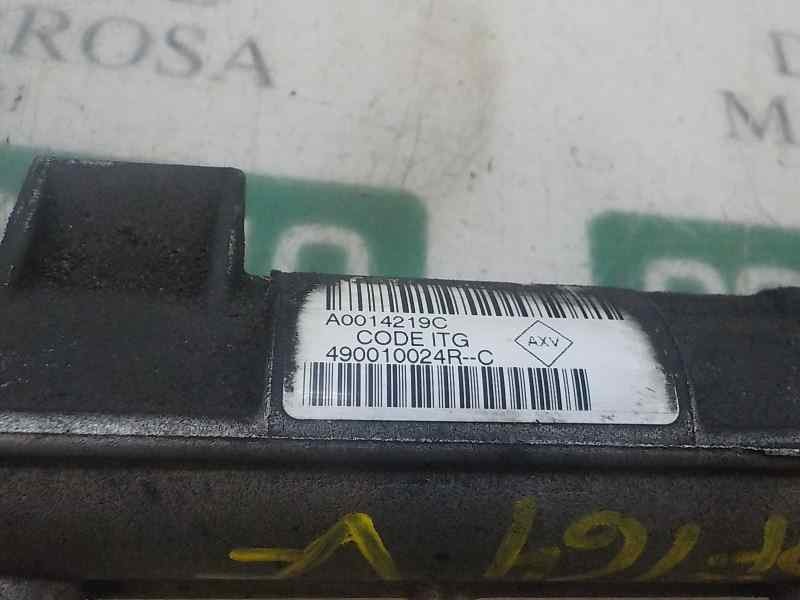 ROSA
A0014219C
CODE ITG
AXV
490010024R--C